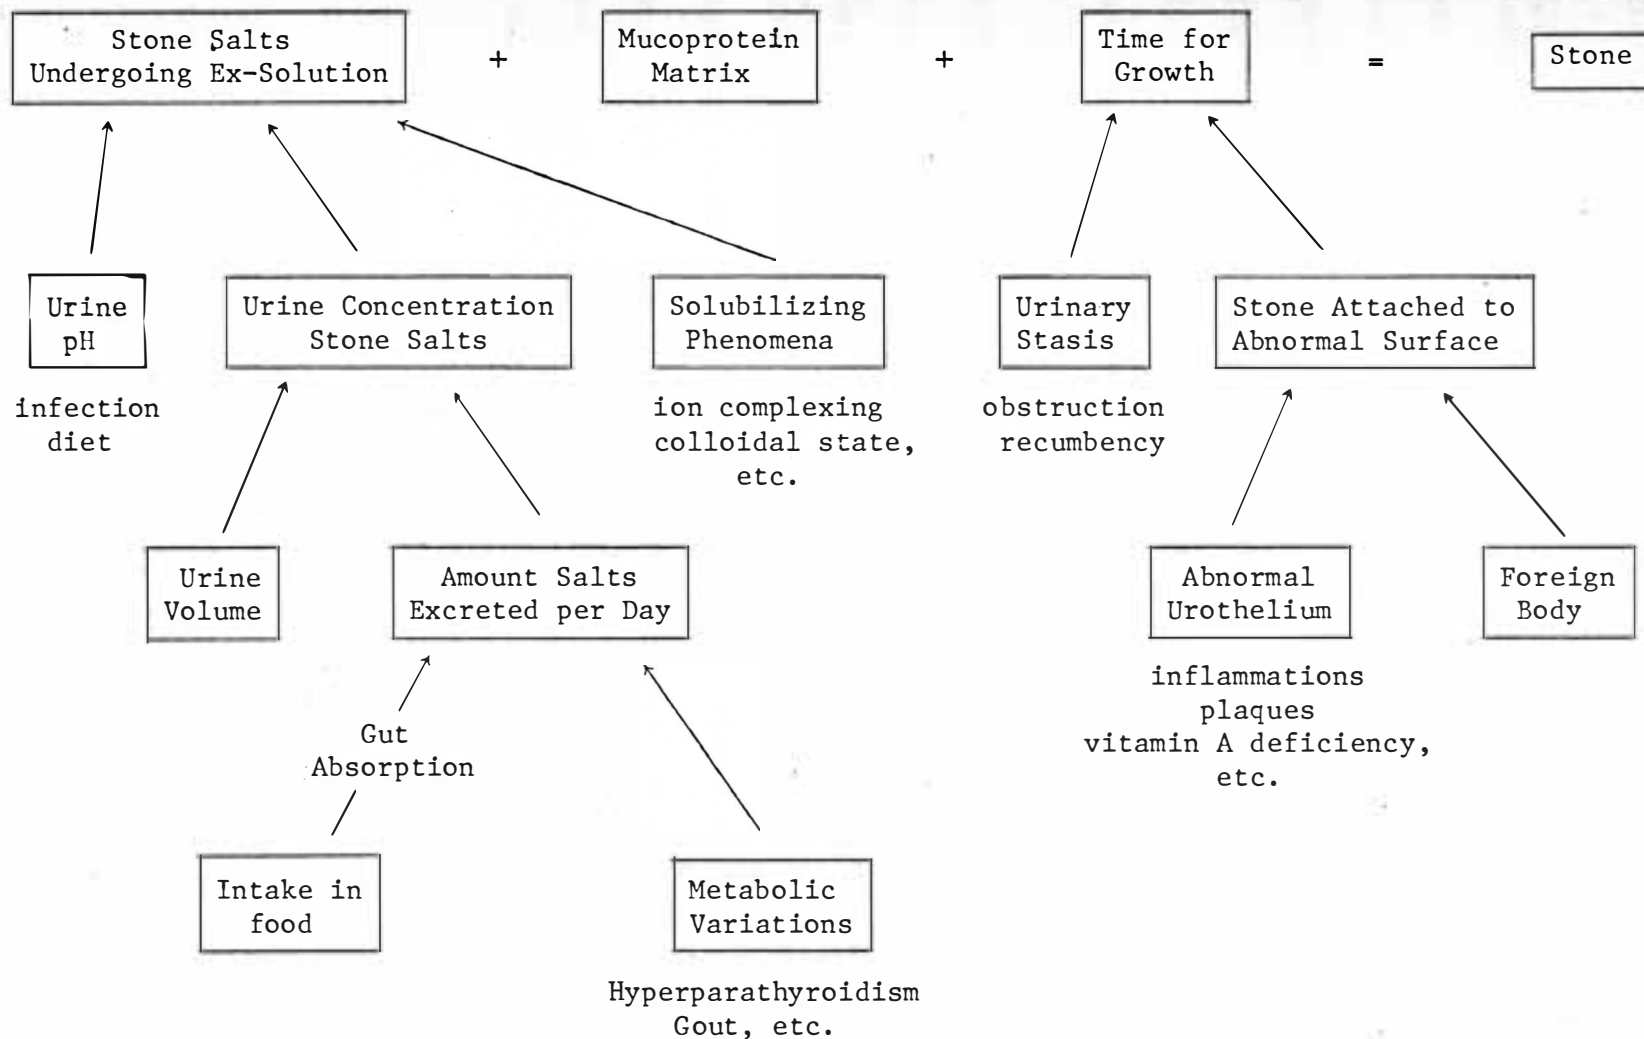 Stone Salts
Undergoing Ex-Solution
+
Mucoprotein
Matrix
+
Time for
Growth
=
Stone
Urine
pH
infection
diet
Urine Concentration
Stone Salts
Solubilizing
Phenomena
ion complexing
colloidal state,
etc.
Urinary
Stasis
obstruction
recumbency
Stone Attached to
Abnormal Surface
Urine
Volume
Amount Salts
Excreted per Day
Abnormal
Urothelium
inflammations
plaques
vitamin A deficiency,
etc.
Foreign
Body
Gut
Absorption
Intake in
food
Metabolic
Variations
Hyperparathyroidism
Gout, etc.